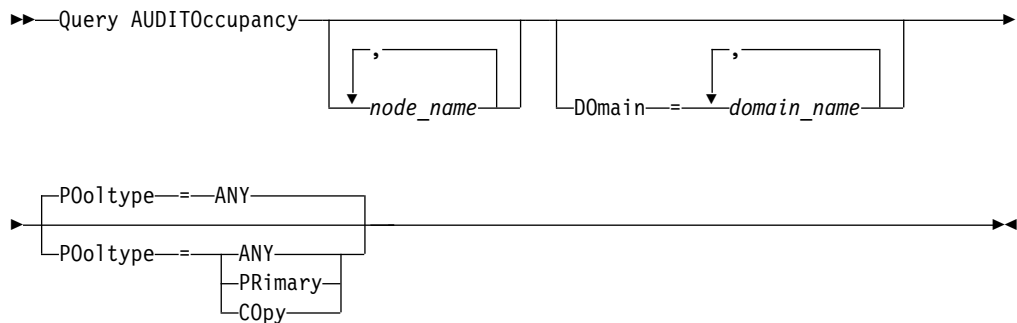 Query AUDITOccupancy
, ,
node_name DOmain = domain_name
POoltype = ANY
POoltype = ANY
PRimary
COpy